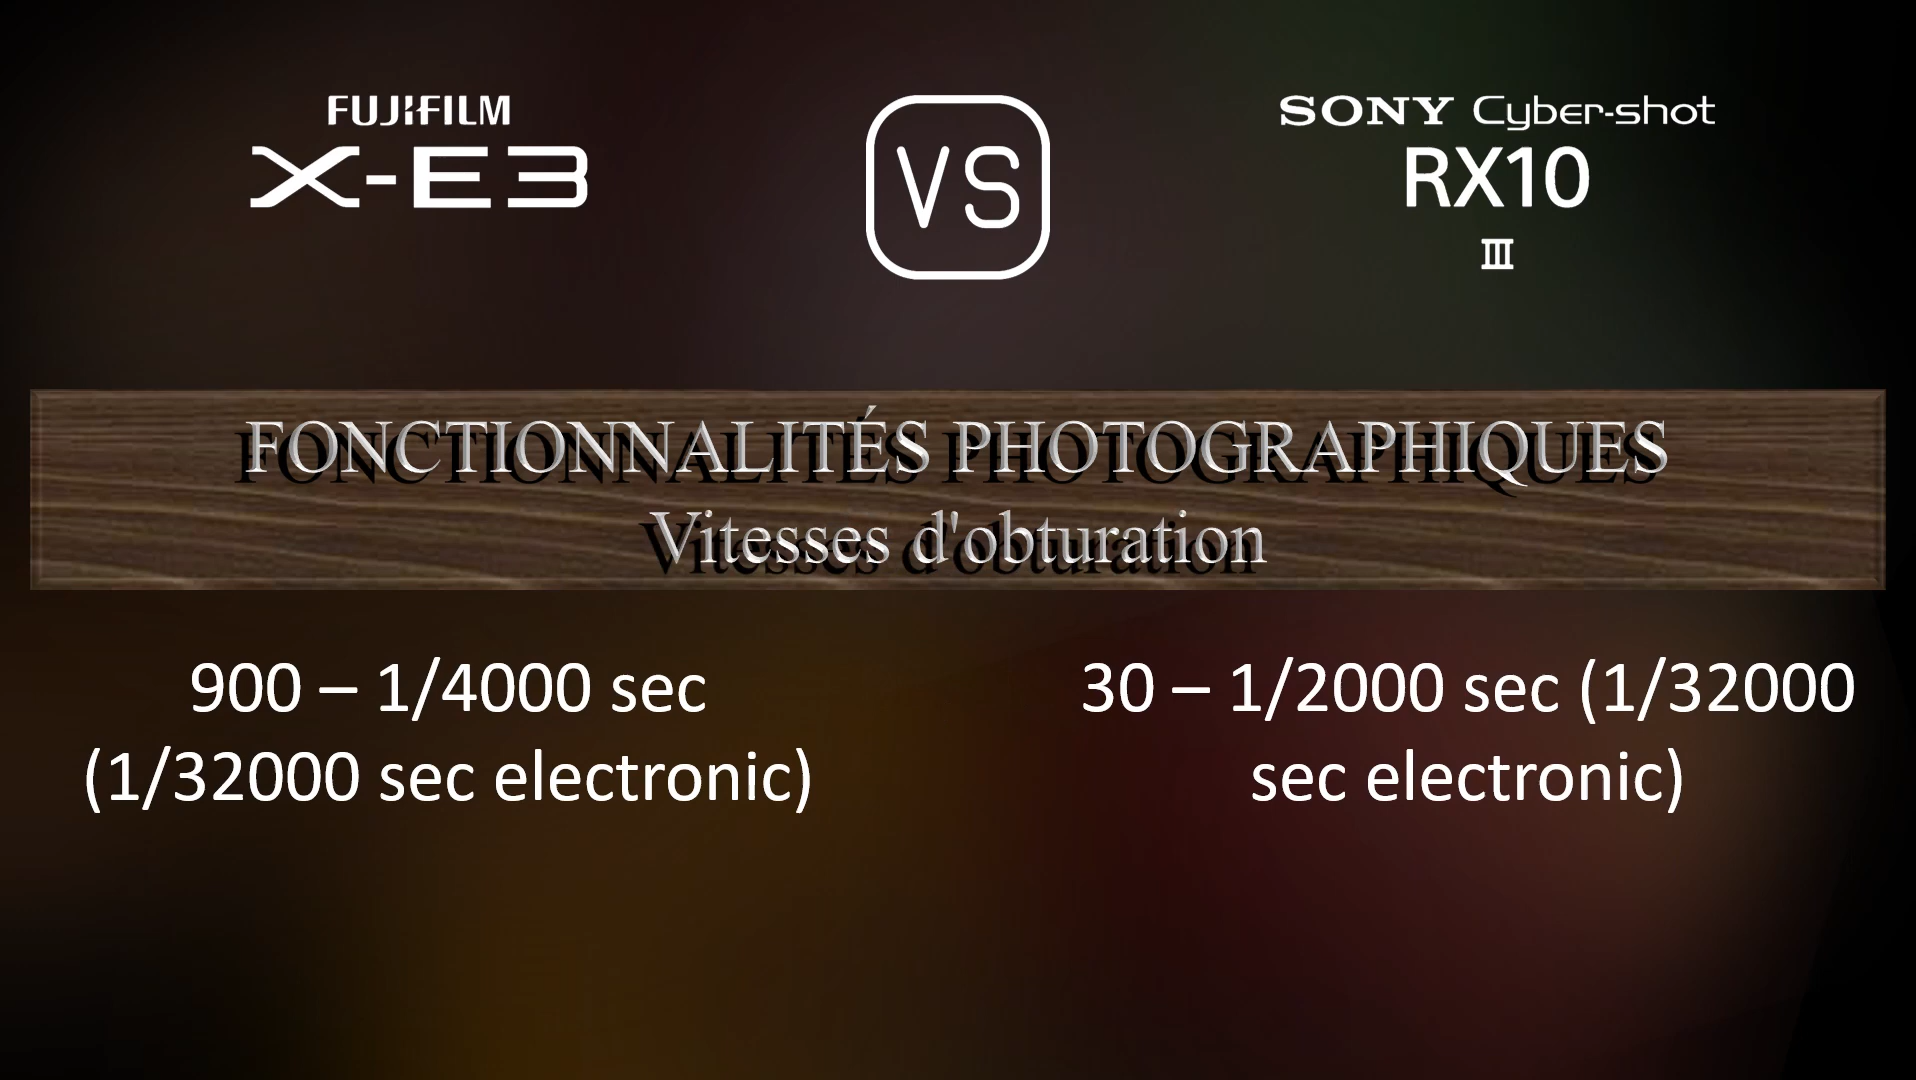 FUJIFILM
X-E3
VS
SONY Cyber-shot
RX10
III
FONCTIONNALITÉS PHOTOGRAPHIQUES
Vitesses d'obturation
900 – 1/4000 sec
(1/32000 sec electronic)
30 – 1/2000 sec (1/32000
sec electronic)